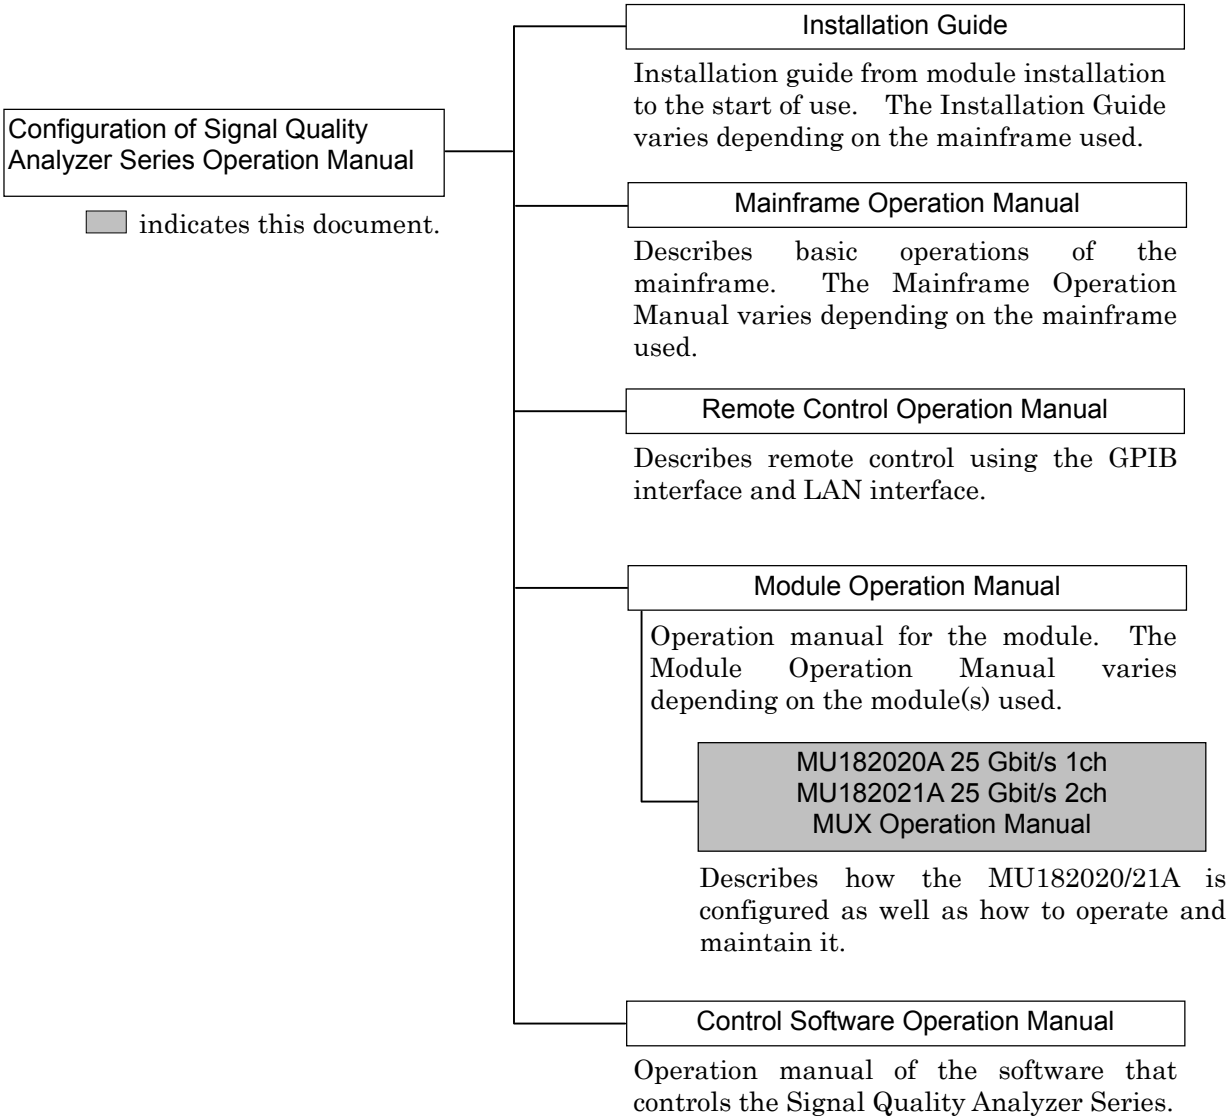 Configuration of Signal Quality
Analyzer Series Operation Manual
indicates this document.
Installation Guide
Installation guide from module installation
to the start of use. The Installation Guide
varies depending on the mainframe used.
Mainframe Operation Manual
Describes basic operations of the
mainframe. The Mainframe Operation
Manual varies depending on the mainframe
used.
Remote Control Operation Manual
Describes remote control using the GPIB
interface and LAN interface.
Module Operation Manual
Operation manual for the module. The
Module Operation Manual varies
depending on the module(s) used.
MU182020A 25 Gbit/s 1ch
MU182021A 25 Gbit/s 2ch
MUX Operation Manual
Describes how the MU182020/21A is
configured as well as how to operate and
maintain it.
Control Software Operation Manual
Operation manual of the software that
controls the Signal Quality Analyzer Series.